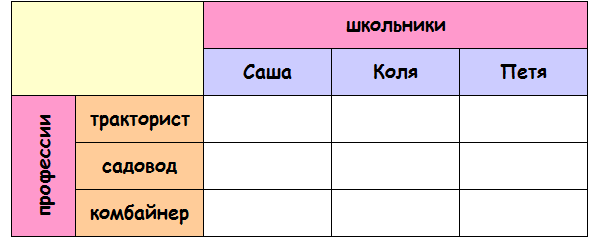 школьники
Саша Коля Петя
профессии
тракторист
садовод
комбайнер